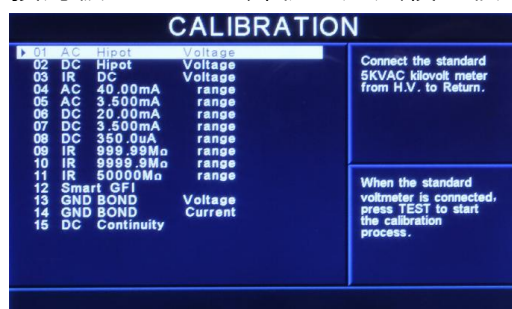 CALIBRATION
01 AC Hipot Voltage
02 DC Hipot Voltage
03 IR DC Voltage
04 AC 40.00mA range
05 AC 3.500mA range
06 DC 20.00mA range
07 DC 3.500mA range
08 DC 350.0uA range
09 IR 999.99MΩ range
10 IR 9999.9MΩ range
11 IR 50000MΩ range
12 Smart GFI
13 GND BOND Voltage
14 GND BOND Current
15 DC Continuity
Connect the standard
5KVAC kilovolt meter
from H.V. to Return.
When the standard
voltmeter is connected,
press TEST to start
the calibration
process.